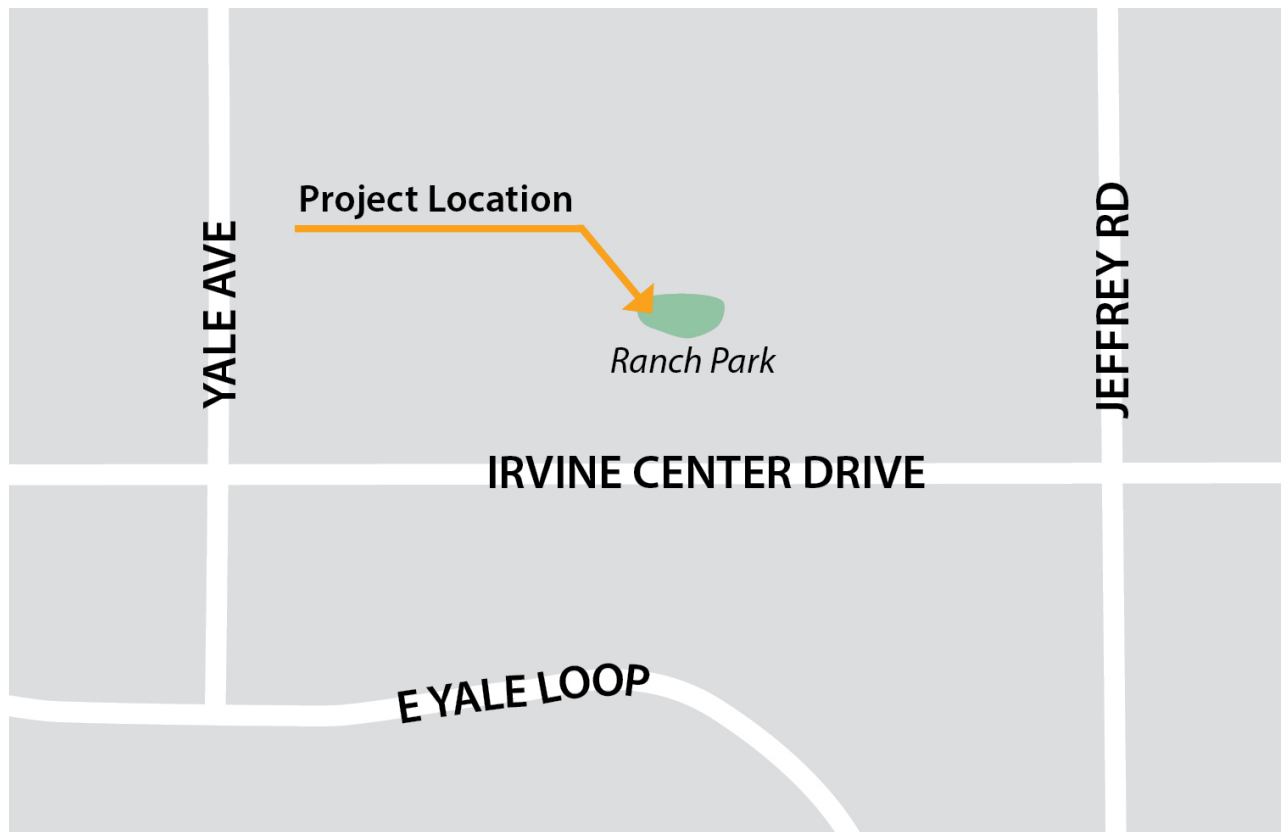 Project Location
YALE AVE
JEFFREY RD
Ranch Park
IRVINE CENTER DRIVE
E YALE LOOP